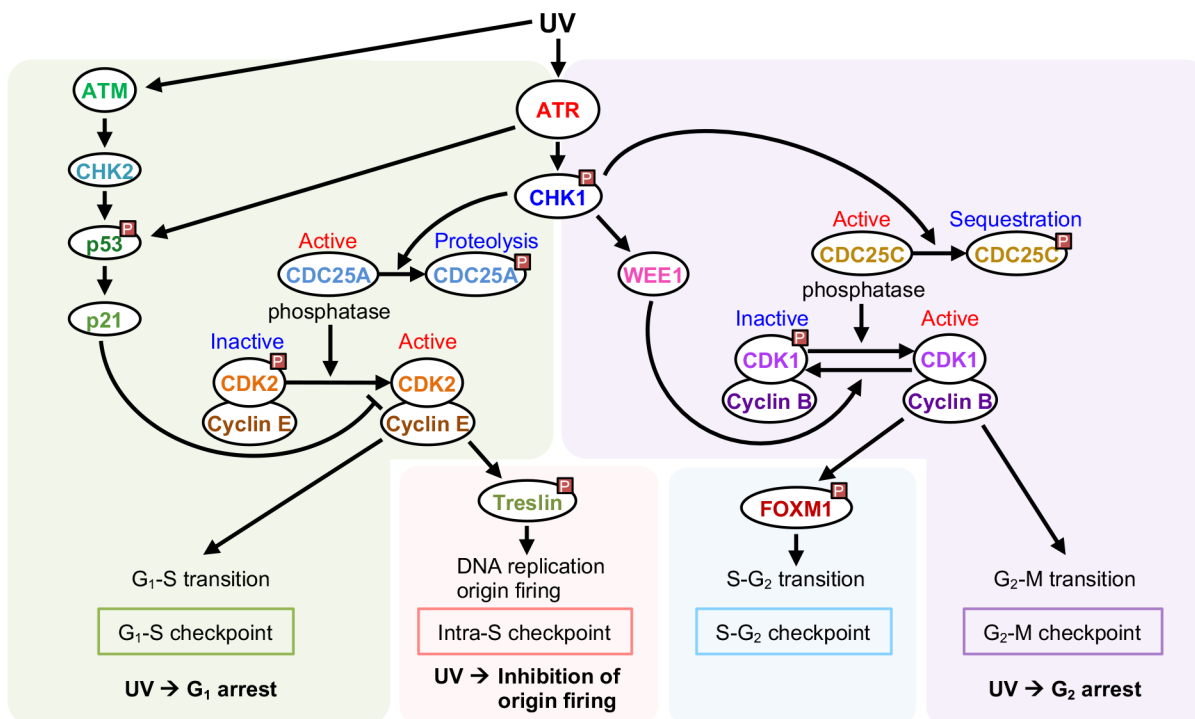 UV
ATM
ATR
CHK2
P
CHK1
P
p53
Active
Proteolysis
Active
Sequestration
CDC25A
CDC25A
P
WEE1
CDC25C
CDC25C
P
phosphatase
phosphatase
p21
Inactive
Active
Inactive
Active
P
CDK2
CDK2
P
CDK1
CDK1
Cyclin E
Cyclin E
Cyclin B
Cyclin B
P
Treslin
P
FOXM1
G₁-S transition
DNA replication
origin firing
S-G₂ transition
G₂-M transition
G₁-S checkpoint
Intra-S checkpoint
S-G₂ checkpoint
G₂-M checkpoint
UV → G₁ arrest
UV → Inhibition of
origin firing
UV → G₂ arrest